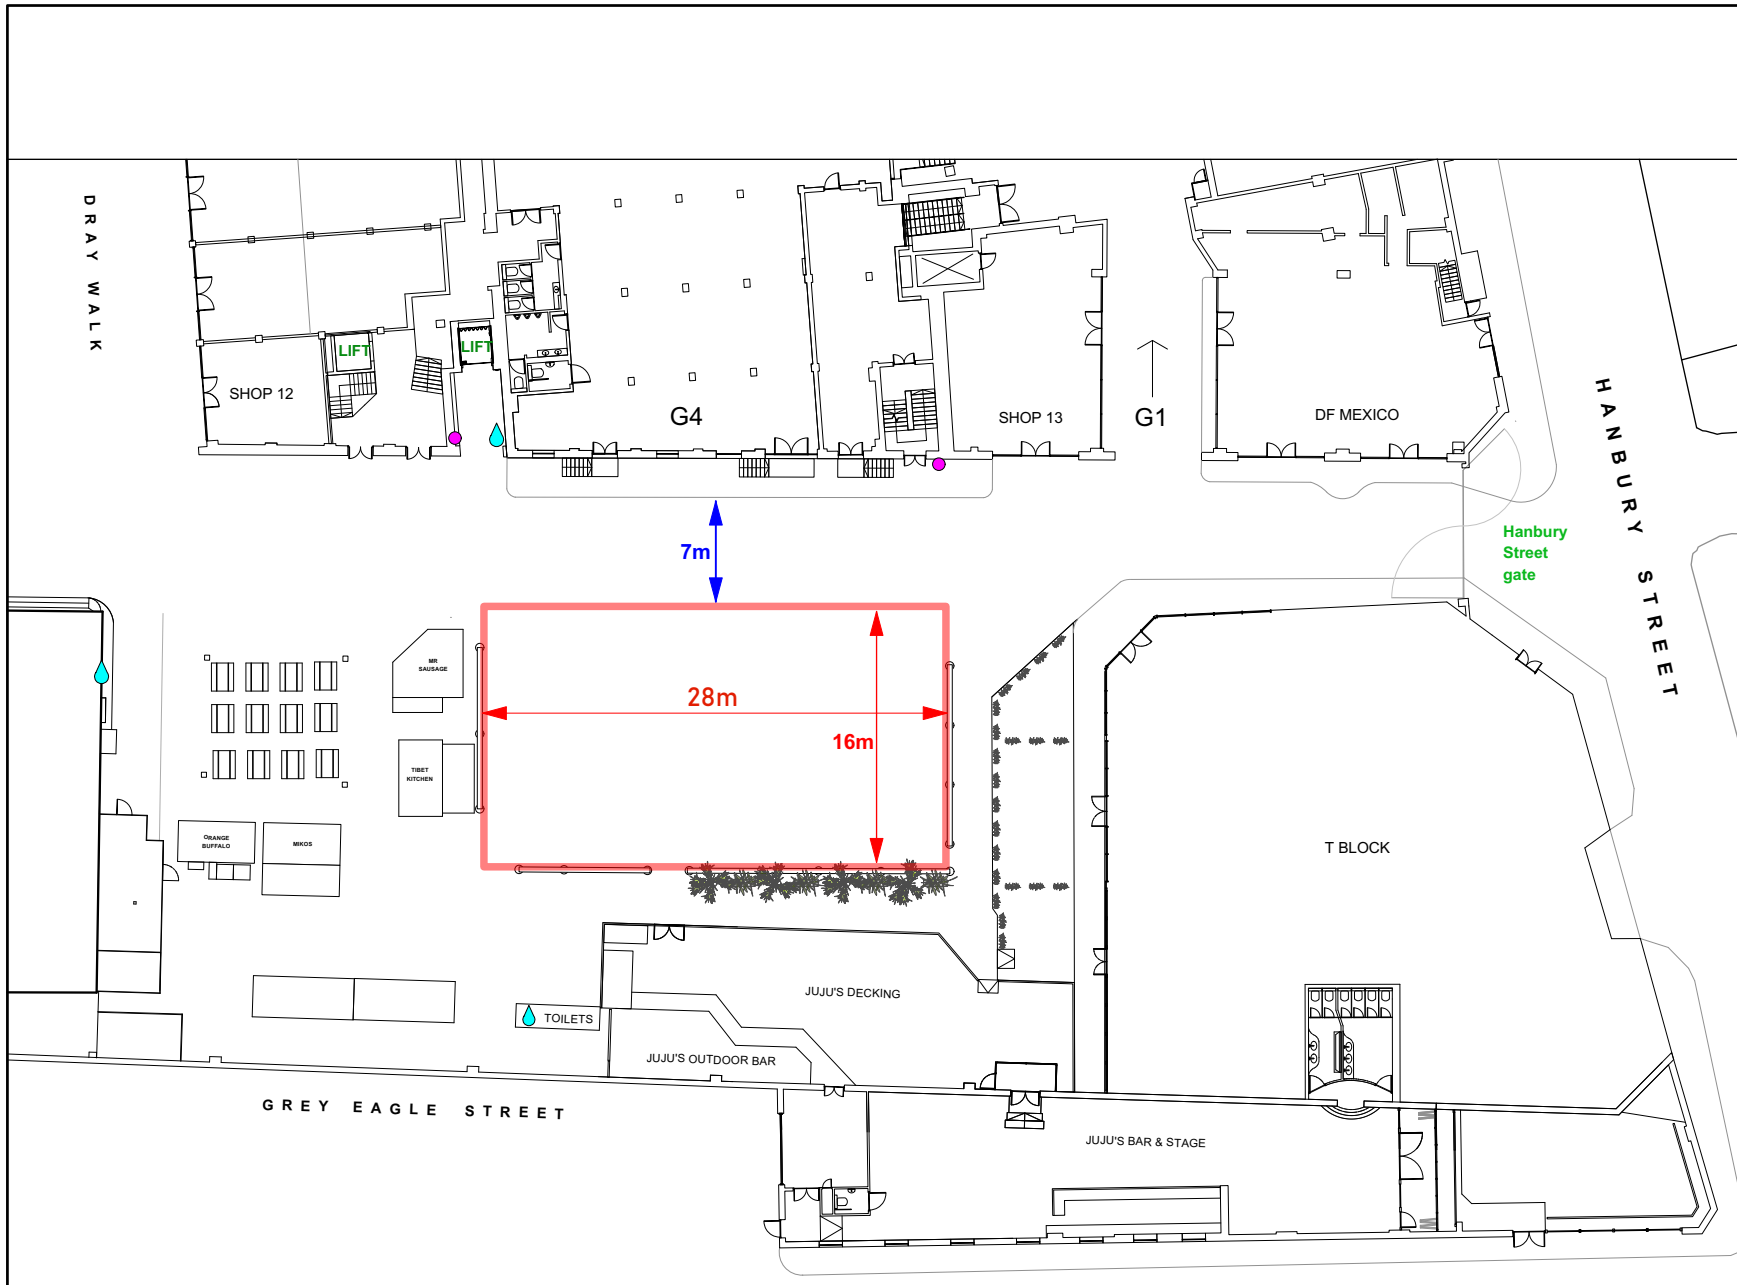 DRAY WALK
LIFT
LIFT
SHOP 12
G4
SHOP 13
G1
DF MEXICO
HANBURY STREET
Hanbury
Street
gate
7m
MR
SAUSAGE
28m
16m
TIBET
KITCHEN
ORANGE
BUFFALO
MIKOS
T BLOCK
JUJU'S DECKING
TOILETS
JUJU'S OUTDOOR BAR
GREY EAGLE STREET
JUJU'S BAR & STAGE